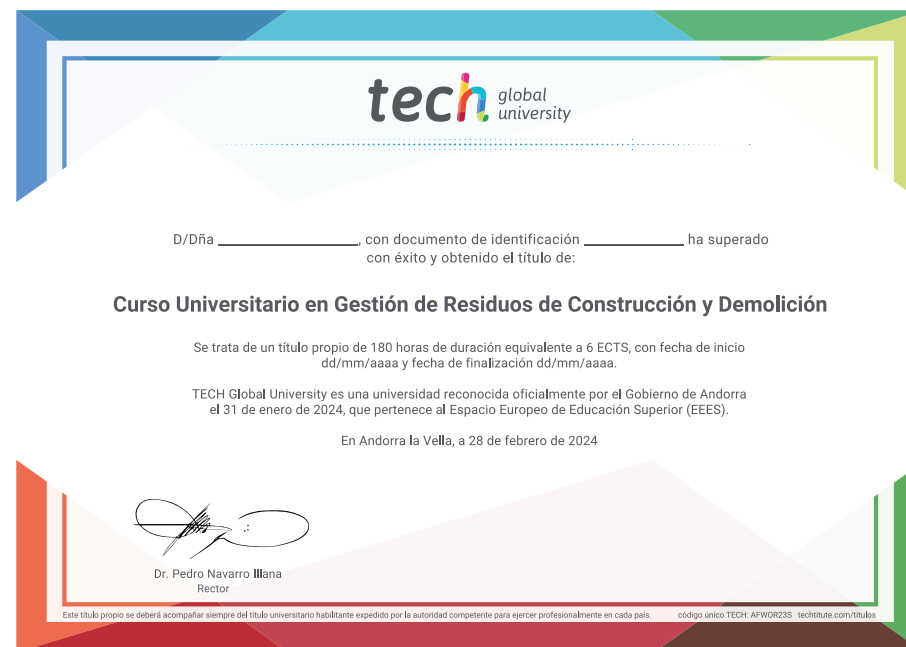 tech global university
D/Dña ____________________, con documento de identificación ______________ ha superado
con éxito y obtenido el título de:
Curso Universitario en Gestión de Residuos de Construcción y Demolición
Se trata de un título propio de 180 horas de duración equivalente a 6 ECTS, con fecha de inicio
dd/mm/aaaa y fecha de finalización dd/mm/aaaa.
TECH Global University es una universidad reconocida oficialmente por el Gobierno de Andorra
el 31 de enero de 2024, que pertenece al Espacio Europeo de Educación Superior (EEES).
En Andorra la Vella, a 28 de febrero de 2024
Dr. Pedro Navarro Illana
Rector
Este título propio se deberá acompañar siempre del título universitario habilitante expedido por la autoridad competente para ejercer profesionalmente en cada país. código único TECH: AFWOR23S techtitute.com/titulos